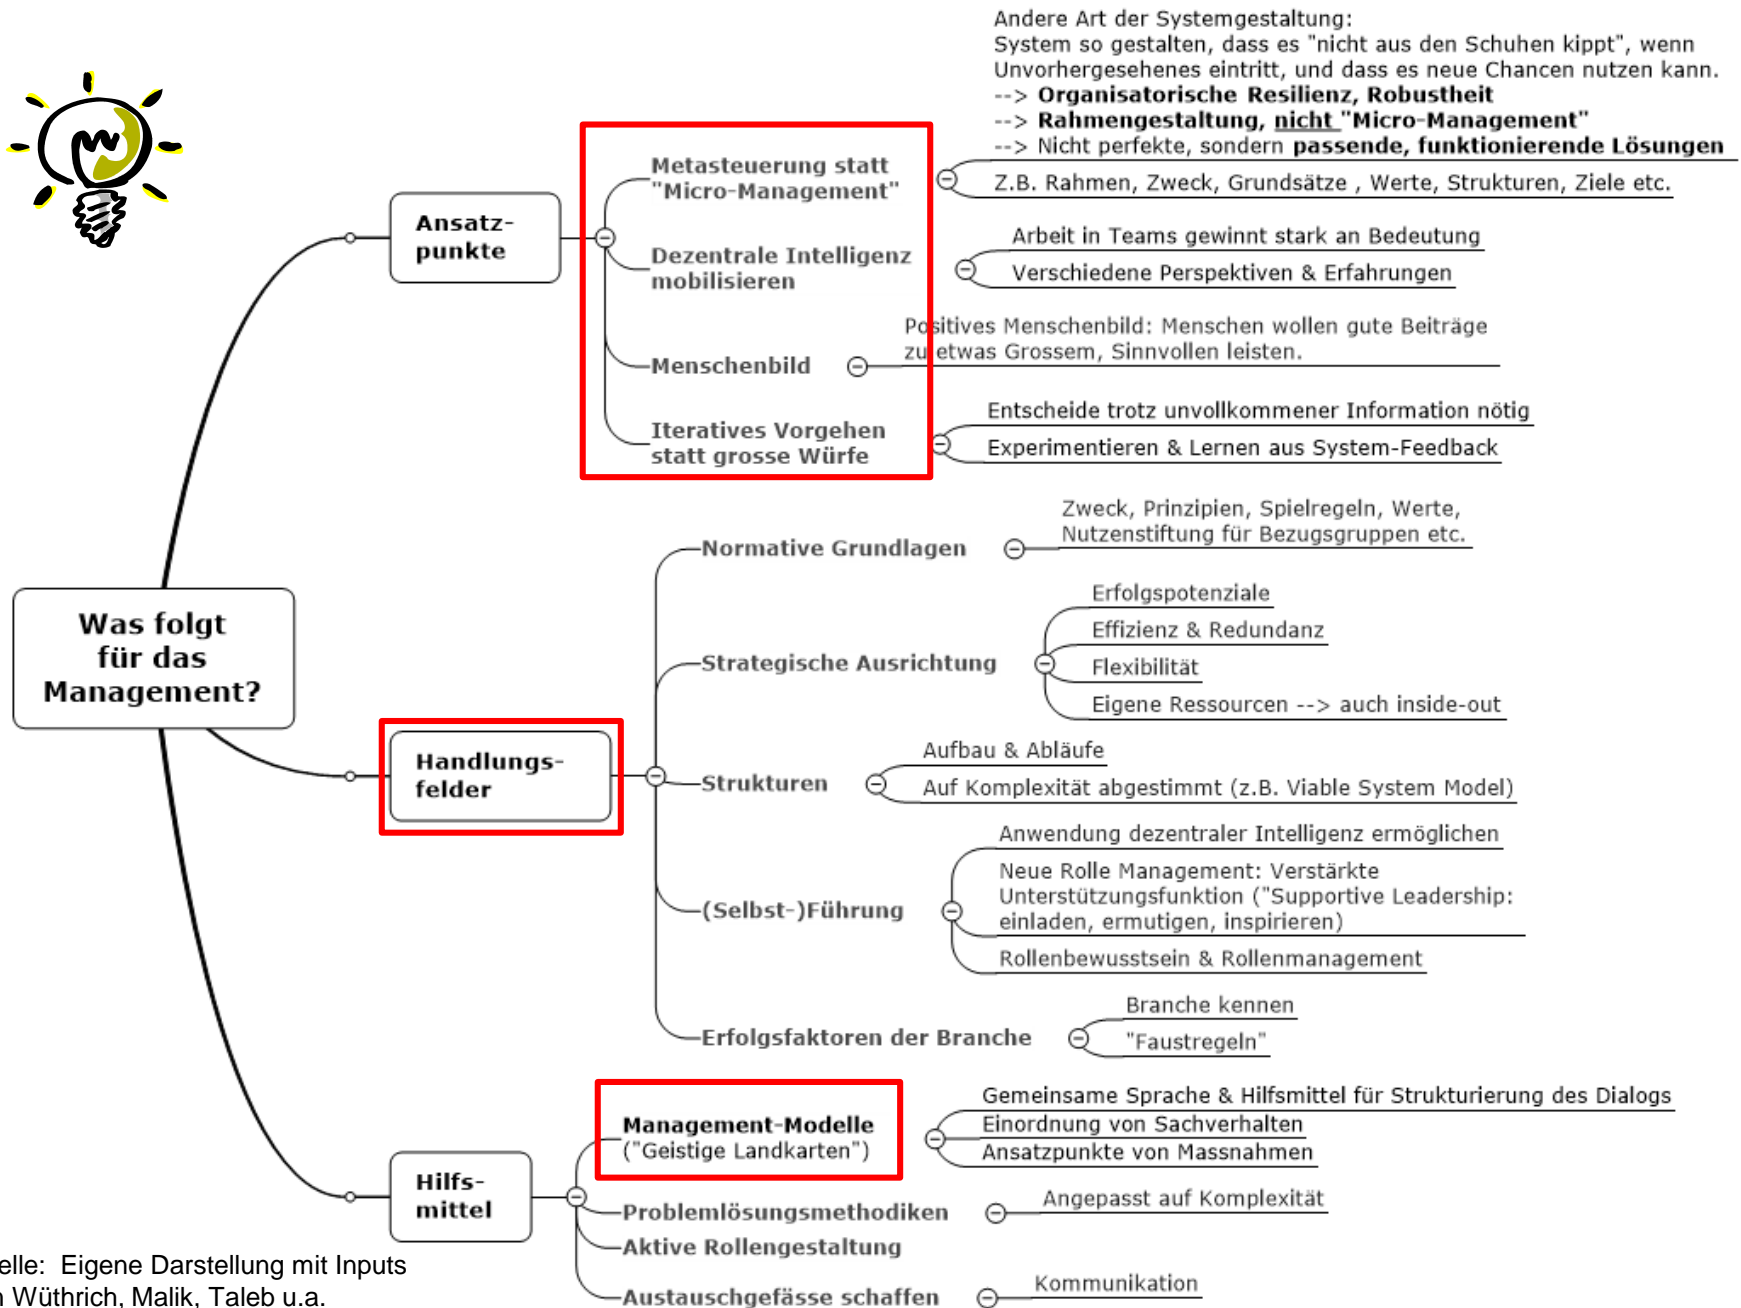 Andere Art der Systemgestaltung:
System so gestalten, dass es "nicht aus den Schuhen kippt", wenn
Unvorhergesehenes eintritt, und dass es neue Chancen nutzen kann.
--> Organisatorische Resilienz, Robustheit
--> Rahmengestaltung, nicht "Micro-Management"
--> Nicht perfekte, sondern passende, funktionierende Lösungen
Metasteuerung statt
"Micro-Management"
Z.B. Rahmen, Zweck, Grundsätze , Werte, Strukturen, Ziele etc.
Ansatz-
punkte
Arbeit in Teams gewinnt stark an Bedeutung
Dezentrale Intelligenz
mobilisieren
Verschiedene Perspektiven & Erfahrungen
Positives Menschenbild: Menschen wollen gute Beiträge
zu etwas Grossem, Sinnvollen leisten.
Menschenbild
Entscheide trotz unvollkommener Information nötig
Iteratives Vorgehen
statt grosse Würfe
Experimentieren & Lernen aus System-Feedback
Zweck, Prinzipien, Spielregeln, Werte,
Nutzenstiftung für Bezugsgruppen etc.
Normative Grundlagen
Was folgt
für das
Management?
Erfolgspotenziale
Effizienz & Redundanz
Strategische Ausrichtung
Flexibilität
Eigene Ressourcen --> auch inside-out
Handlungs-
felder
Aufbau & Abläufe
Strukturen
Auf Komplexität abgestimmt (z.B. Viable System Model)
Anwendung dezentraler Intelligenz ermöglichen
Neue Rolle Management: Verstärkte
Unterstützungsfunktion ("Supportive Leadership:
einladen, ermutigen, inspirieren)
(Selbst-)Führung
Rollenbewusstsein & Rollenmanagement
Branche kennen
Erfolgsfaktoren der Branche
"Faustregeln"
Gemeinsame Sprache & Hilfsmittel für Strukturierung des Dialogs
Management-Modelle
("Geistige Landkarten")
Einordnung von Sachverhalten
Ansatzpunkte von Massnahmen
Hilfs-
mittel
Problemlösungsmethodiken
Angepasst auf Komplexität
Aktive Rollengestaltung
Austauschgefässe schaffen
Kommunikation
elle: Eigene Darstellung mit Inputs
n Wüthrich, Malik, Taleb u.a.